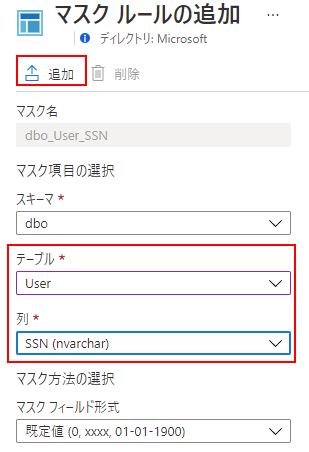 マスク ルールの追加 …
ディレクトリ: Microsoft
追加 削除
マスク名
dbo_User_SSN
マスク項目の選択
スキーマ *
dbo
テーブル *
User
列 *
SSN (nvarchar)
マスク方法の選択
マスク フィールド形式
既定値 (0, xxxx, 01-01-1900)